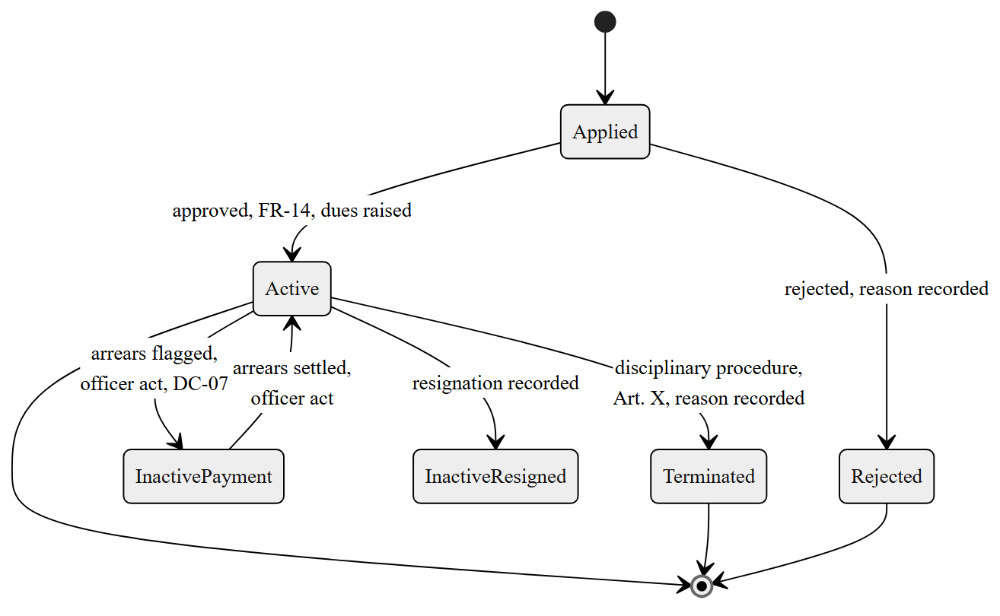 Applied
approved, FR-14, dues raised
Active
rejected, reason recorded
arrears flagged,
officer act, DC-07
arrears settled,
officer act
resignation recorded
disciplinary procedure,
Art. X, reason recorded
InactivePayment
InactiveResigned
Terminated
Rejected